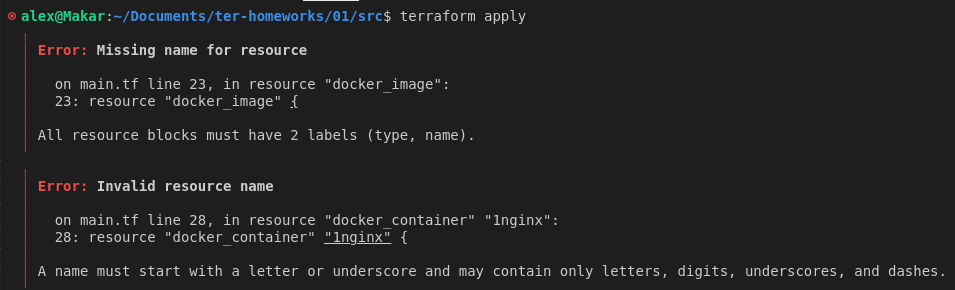 alex@Makar:~/Documents/ter-homeworks/01/src$ terraform apply
Error: Missing name for resource
on main.tf line 23, in resource "docker_image":
23: resource "docker_image" {
All resource blocks must have 2 labels (type, name).
Error: Invalid resource name
on main.tf line 28, in resource "docker_container" "1nginx":
28: resource "docker_container" "1nginx" {
A name must start with a letter or underscore and may contain only letters, digits, underscores, and dashes.